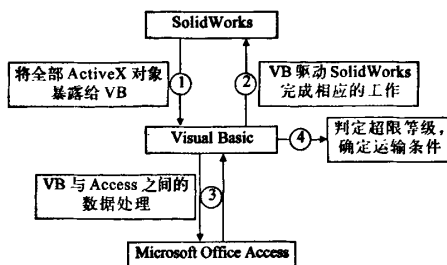 SolidWorks
将全部 ActiveX 对象
暴露给 VB
1
2
VB 驱动 SolidWorks
完成相应的工作
Visual Basic
4
判定超限等级，
确定运输条件
VB 与 Access 之间的
数据处理
3
Microsoft Office Access